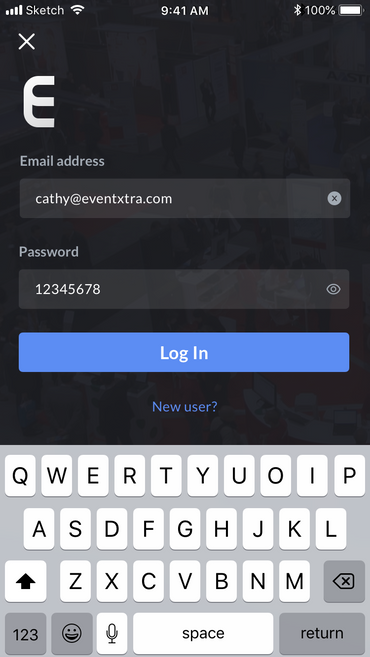 Sketch 9:41 AM 100%
E
Email address
cathy@eventxtra.com
Password
12345678
Log In
New user?
Q W E R T Y U O I P
A S D F G H J K L
Z X C V B N M
123 space return